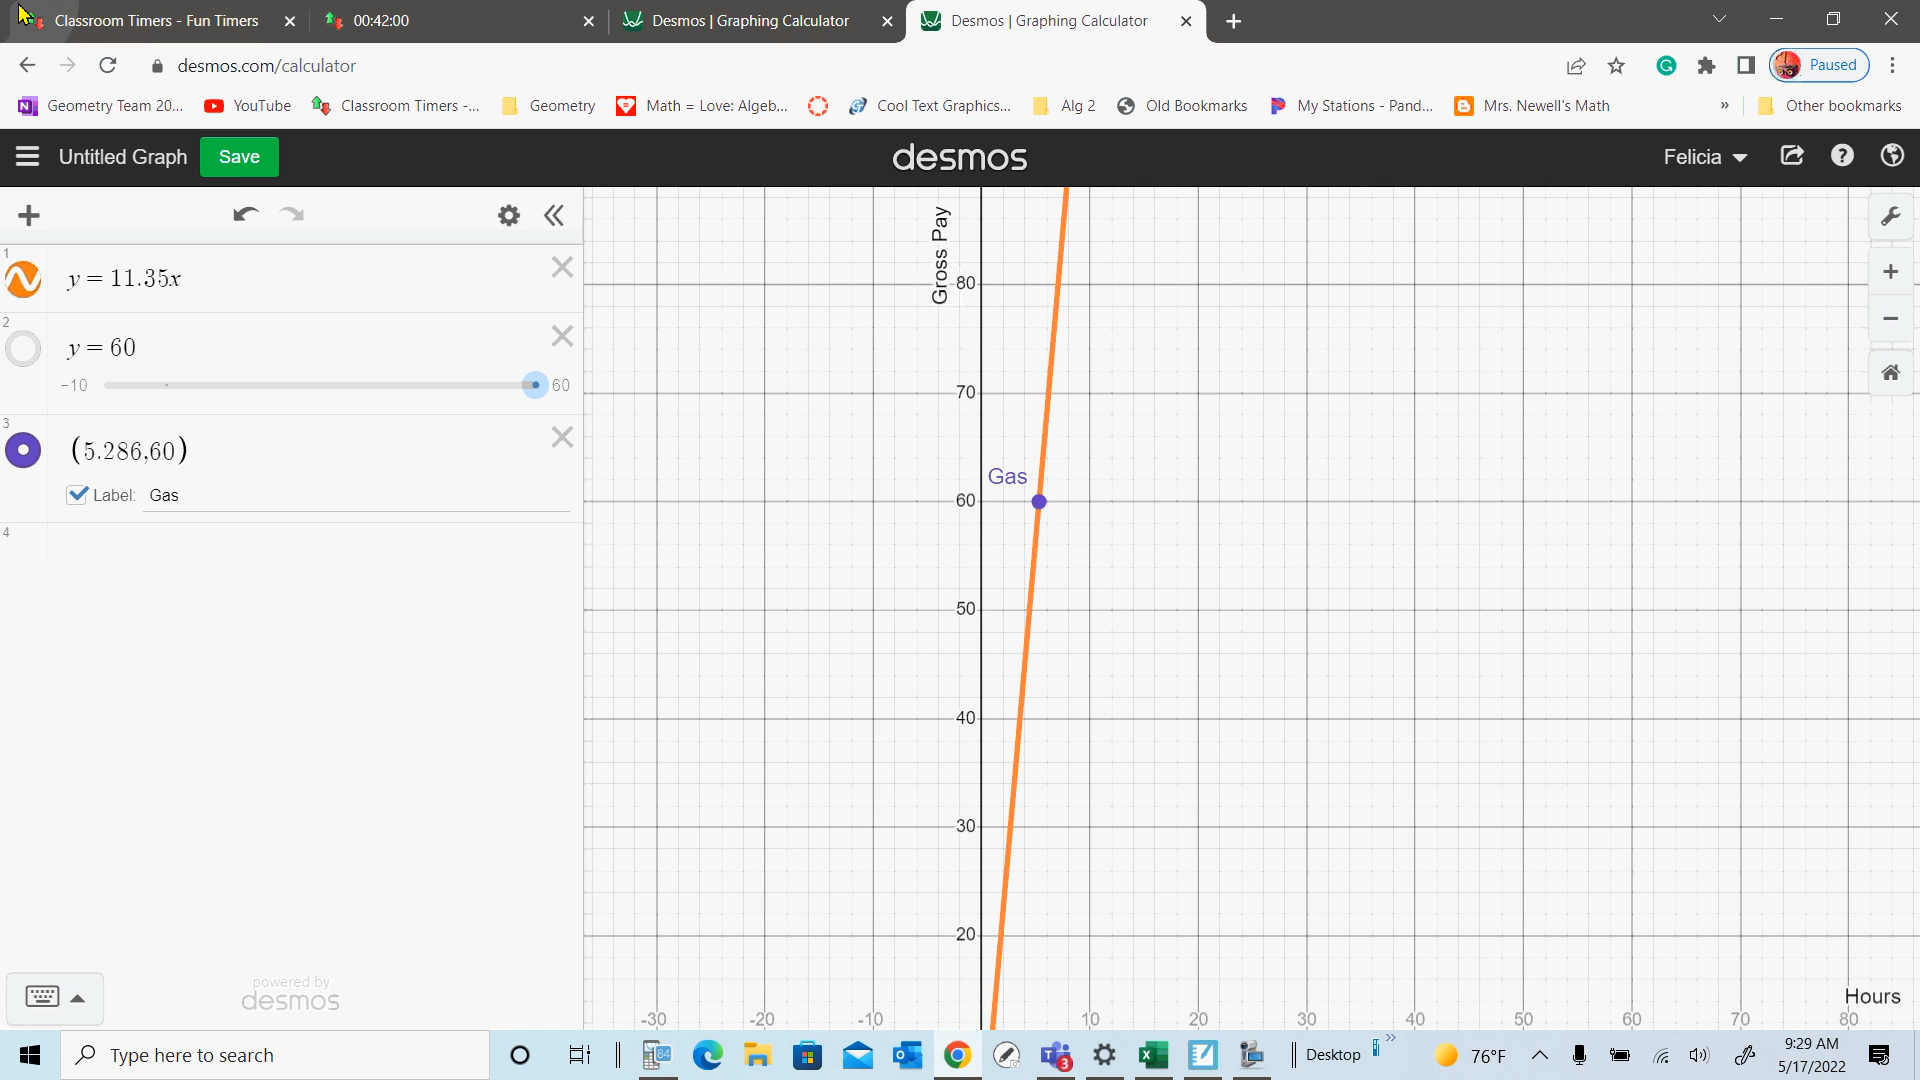 Classroom Timers - Fun Timers
00:42:00
Desmos | Graphing Calculator
Desmos | Graphing Calculator
desmos.com/calculator
Paused
Geometry Team 20...
YouTube
Classroom Timers -...
Geometry
Math = Love: Algeb...
Cool Text Graphics...
Alg 2
Old Bookmarks
My Stations - Pand...
Mrs. Newell's Math
»
Other bookmarks
Untitled Graph
Save
desmos
Felicia
1
y = 11.35x
2
y = 60
-10
60
3
(5.286,60)
Label: Gas
4
powered by
desmos
Gross Pay
80
70
Gas
60
50
40
30
20
Hours
-30
-20
-10
10
20
30
40
50
60
70
80
Type here to search
84
3
Desktop
»
76°F
9:29 AM
5/17/2022